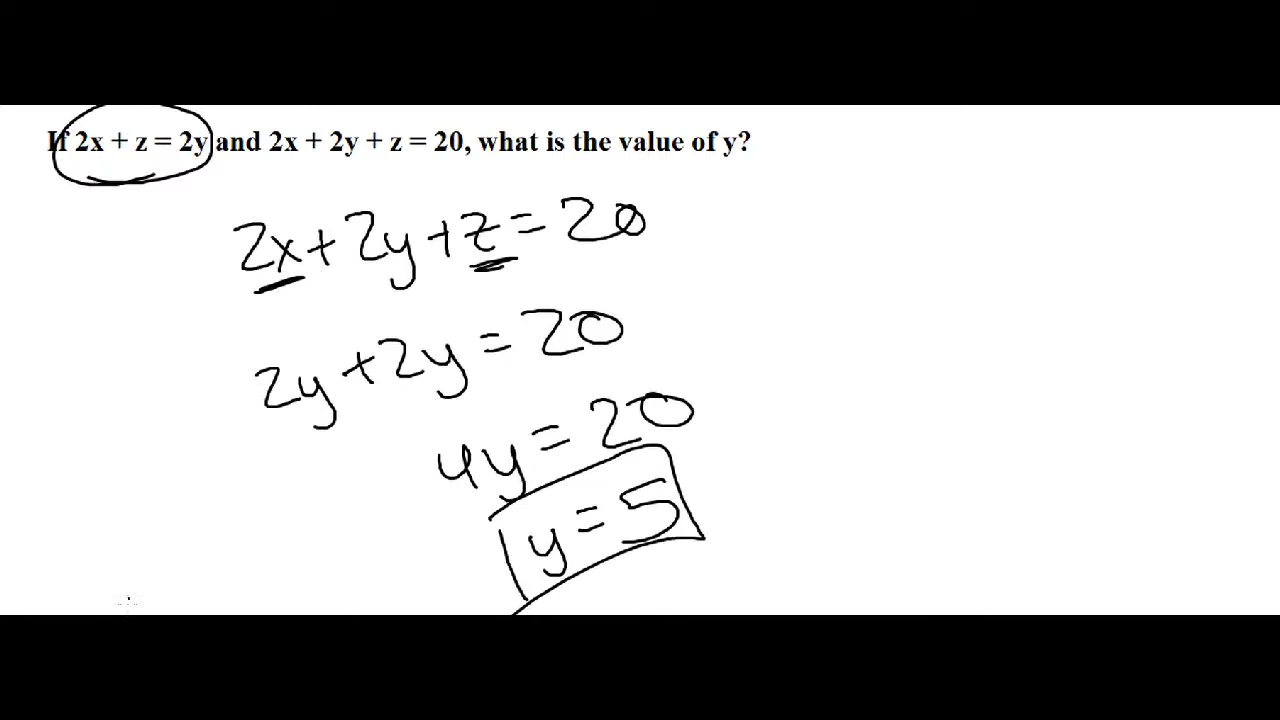 If 2x + z = 2y and 2x + 2y + z = 20, what is the value of y?
2x + 2y + z = 20
2y + 2y = 20
4y = 20
y = 5